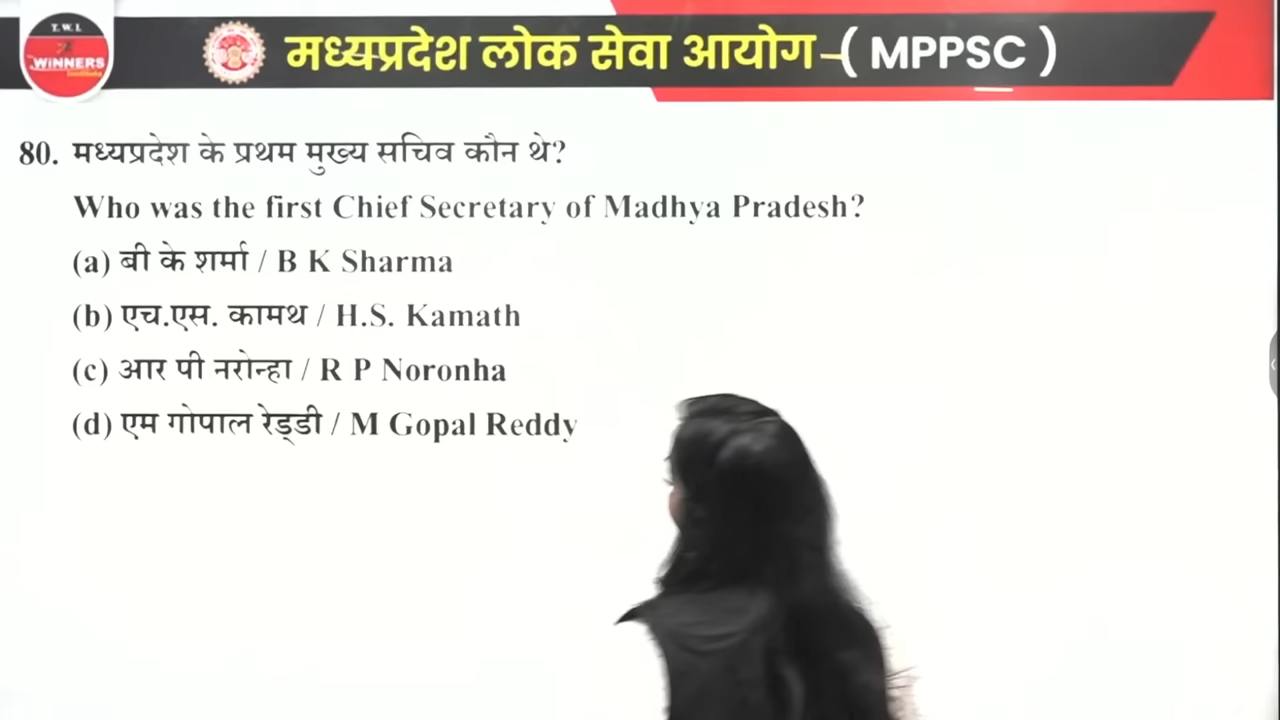 T. W. I.
WiNNERS
मध्यप्रदेश लोक सेवा आयोग-( MPPSC )
80. मध्यप्रदेश के प्रथम मुख्य सचिव कौन थे?
Who was the first Chief Secretary of Madhya Pradesh?
(a) बी के शर्मा / B K Sharma
(b) एच.एस. कामथ / H.S. Kamath
(c) आर पी नरोन्हा / R P Noronha
(d) एम गोपाल रेड्डी / M Gopal Reddy